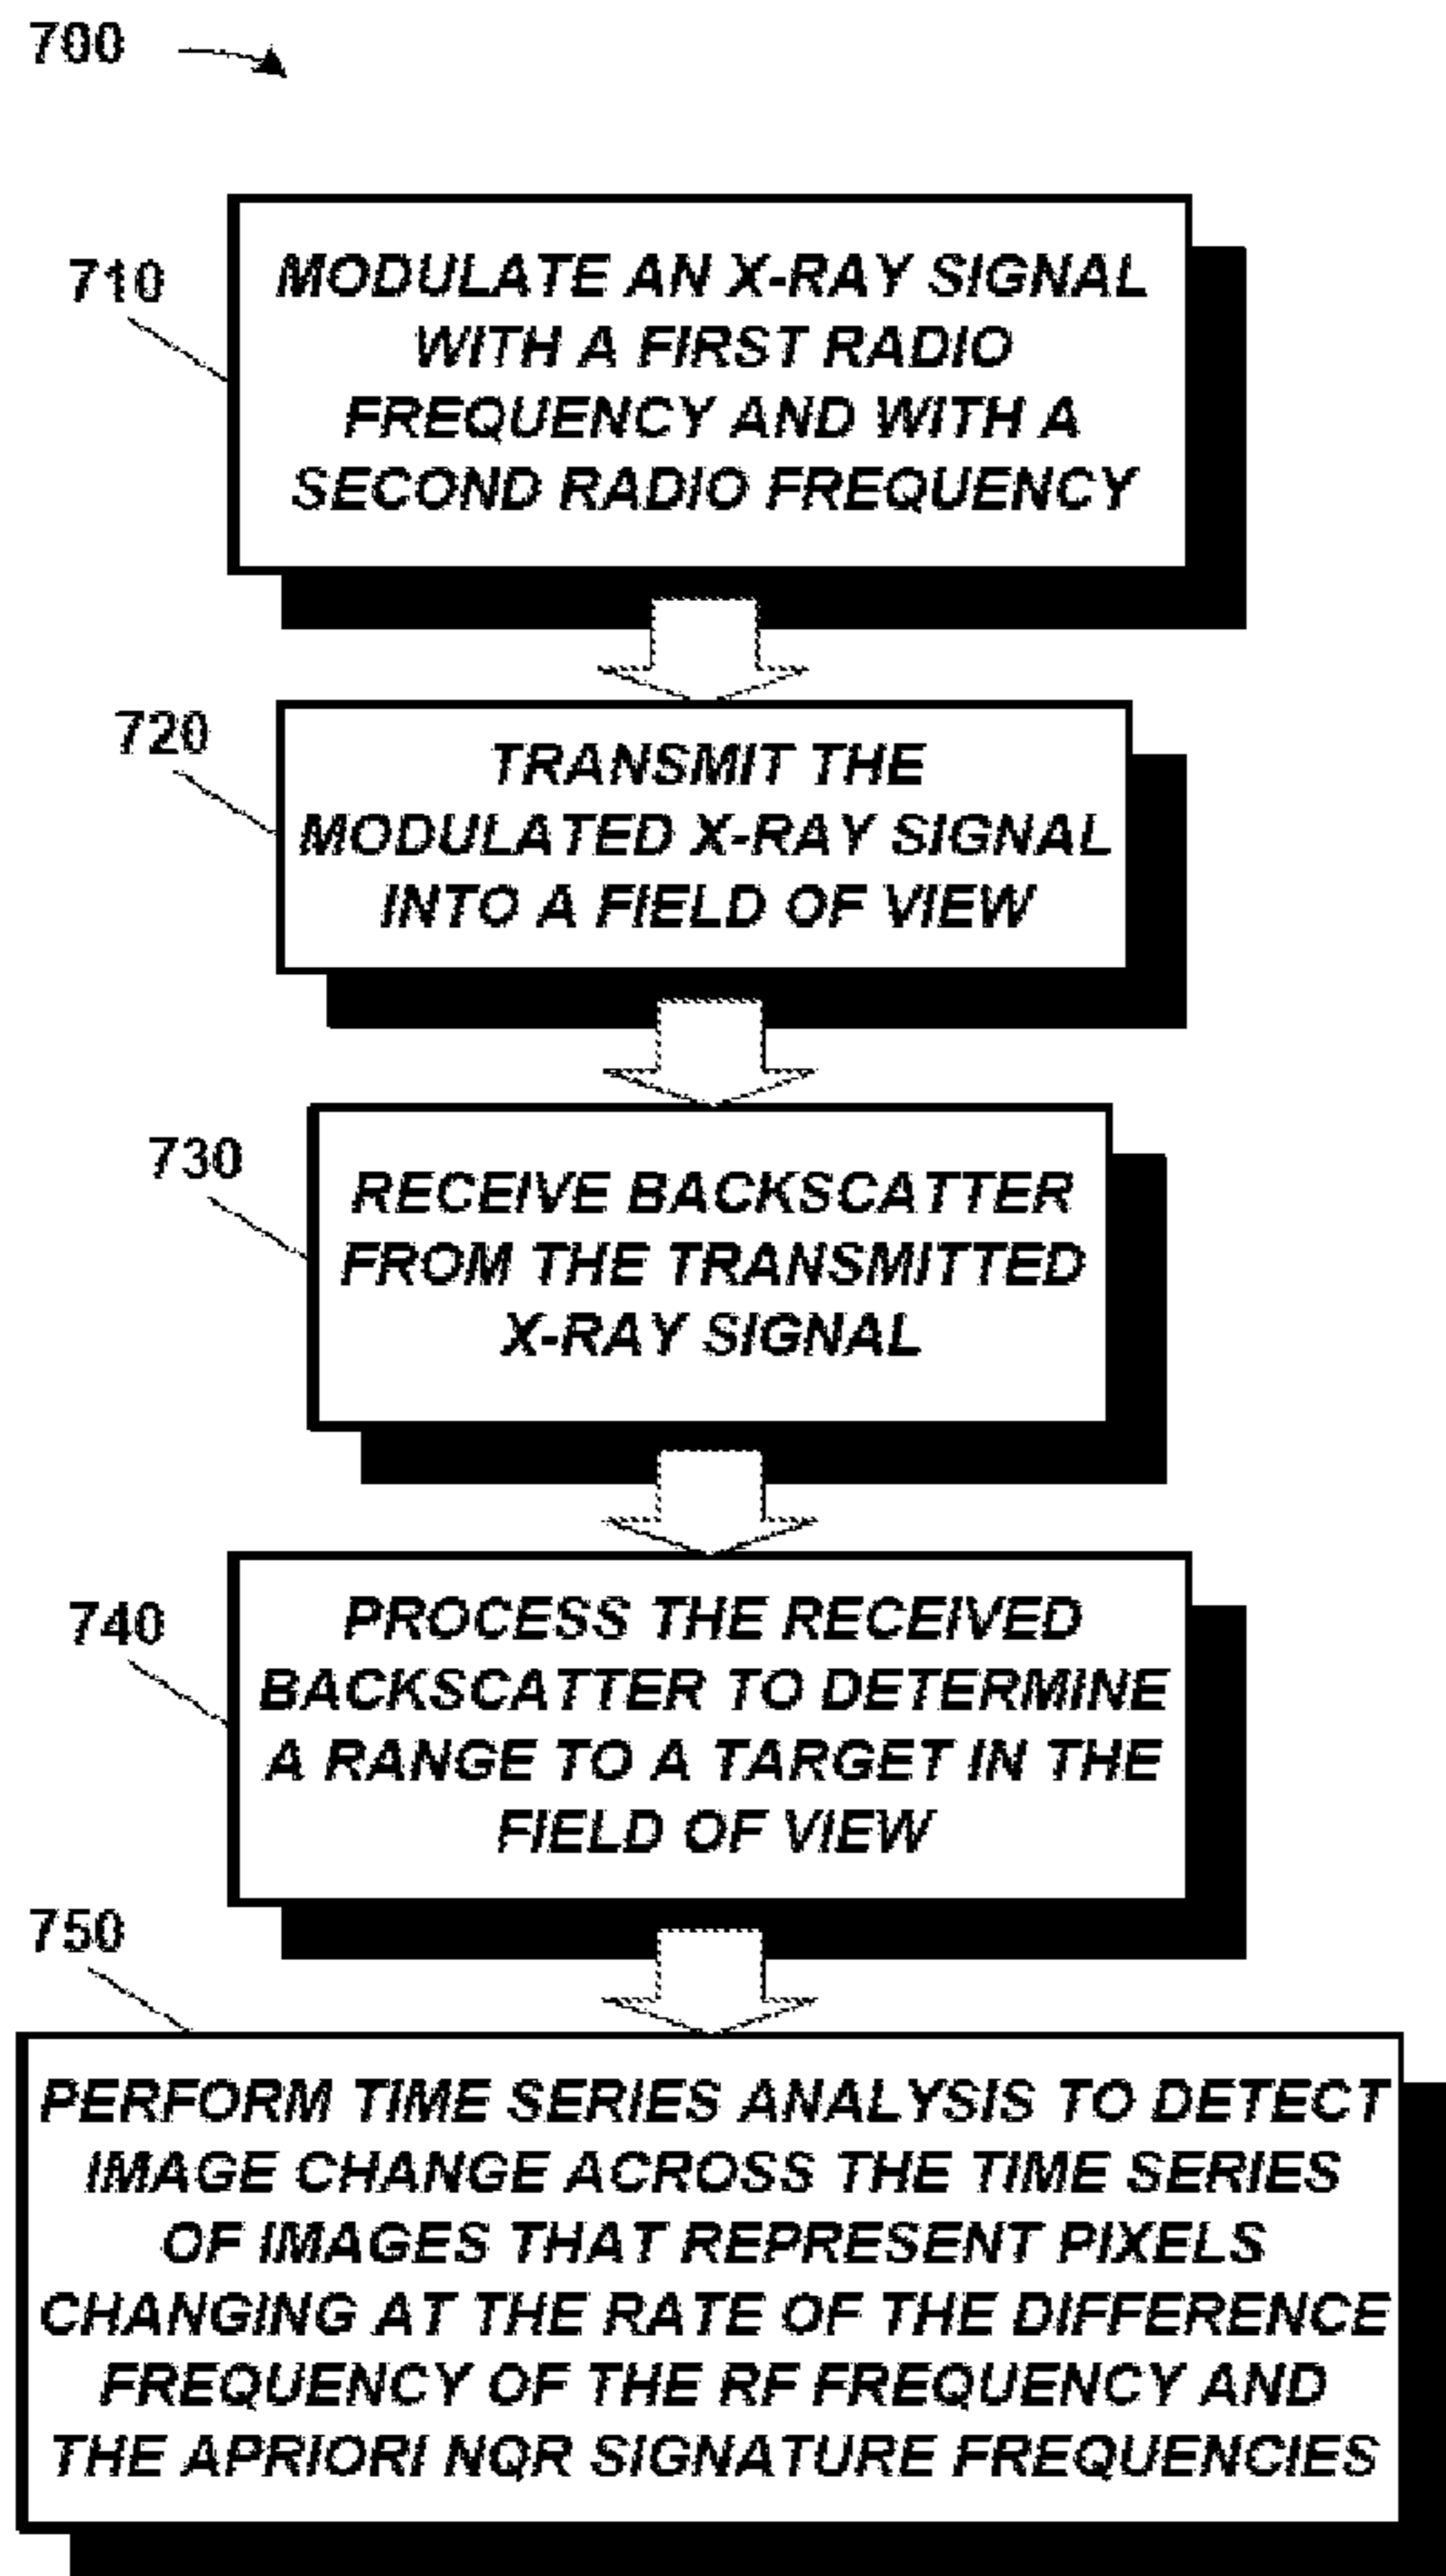 700
710
MODULATE AN X-RAY SIGNAL
WITH A FIRST RADIO
FREQUENCY AND WITH A
SECOND RADIO FREQUENCY
720
TRANSMIT THE
MODULATED X-RAY SIGNAL
INTO A FIELD OF VIEW
730
RECEIVE BACKSCATTER
FROM THE TRANSMITTED
X-RAY SIGNAL
740
PROCESS THE RECEIVED
BACKSCATTER TO DETERMINE
A RANGE TO A TARGET IN THE
FIELD OF VIEW
750
PERFORM TIME SERIES ANALYSIS TO DETECT
IMAGE CHANGE ACROSS THE TIME SERIES
OF IMAGES THAT REPRESENT PIXELS
CHANGING AT THE RATE OF THE DIFFERENCE
FREQUENCY OF THE RF FREQUENCY AND
THE APRIORI NQR SIGNATURE FREQUENCIES